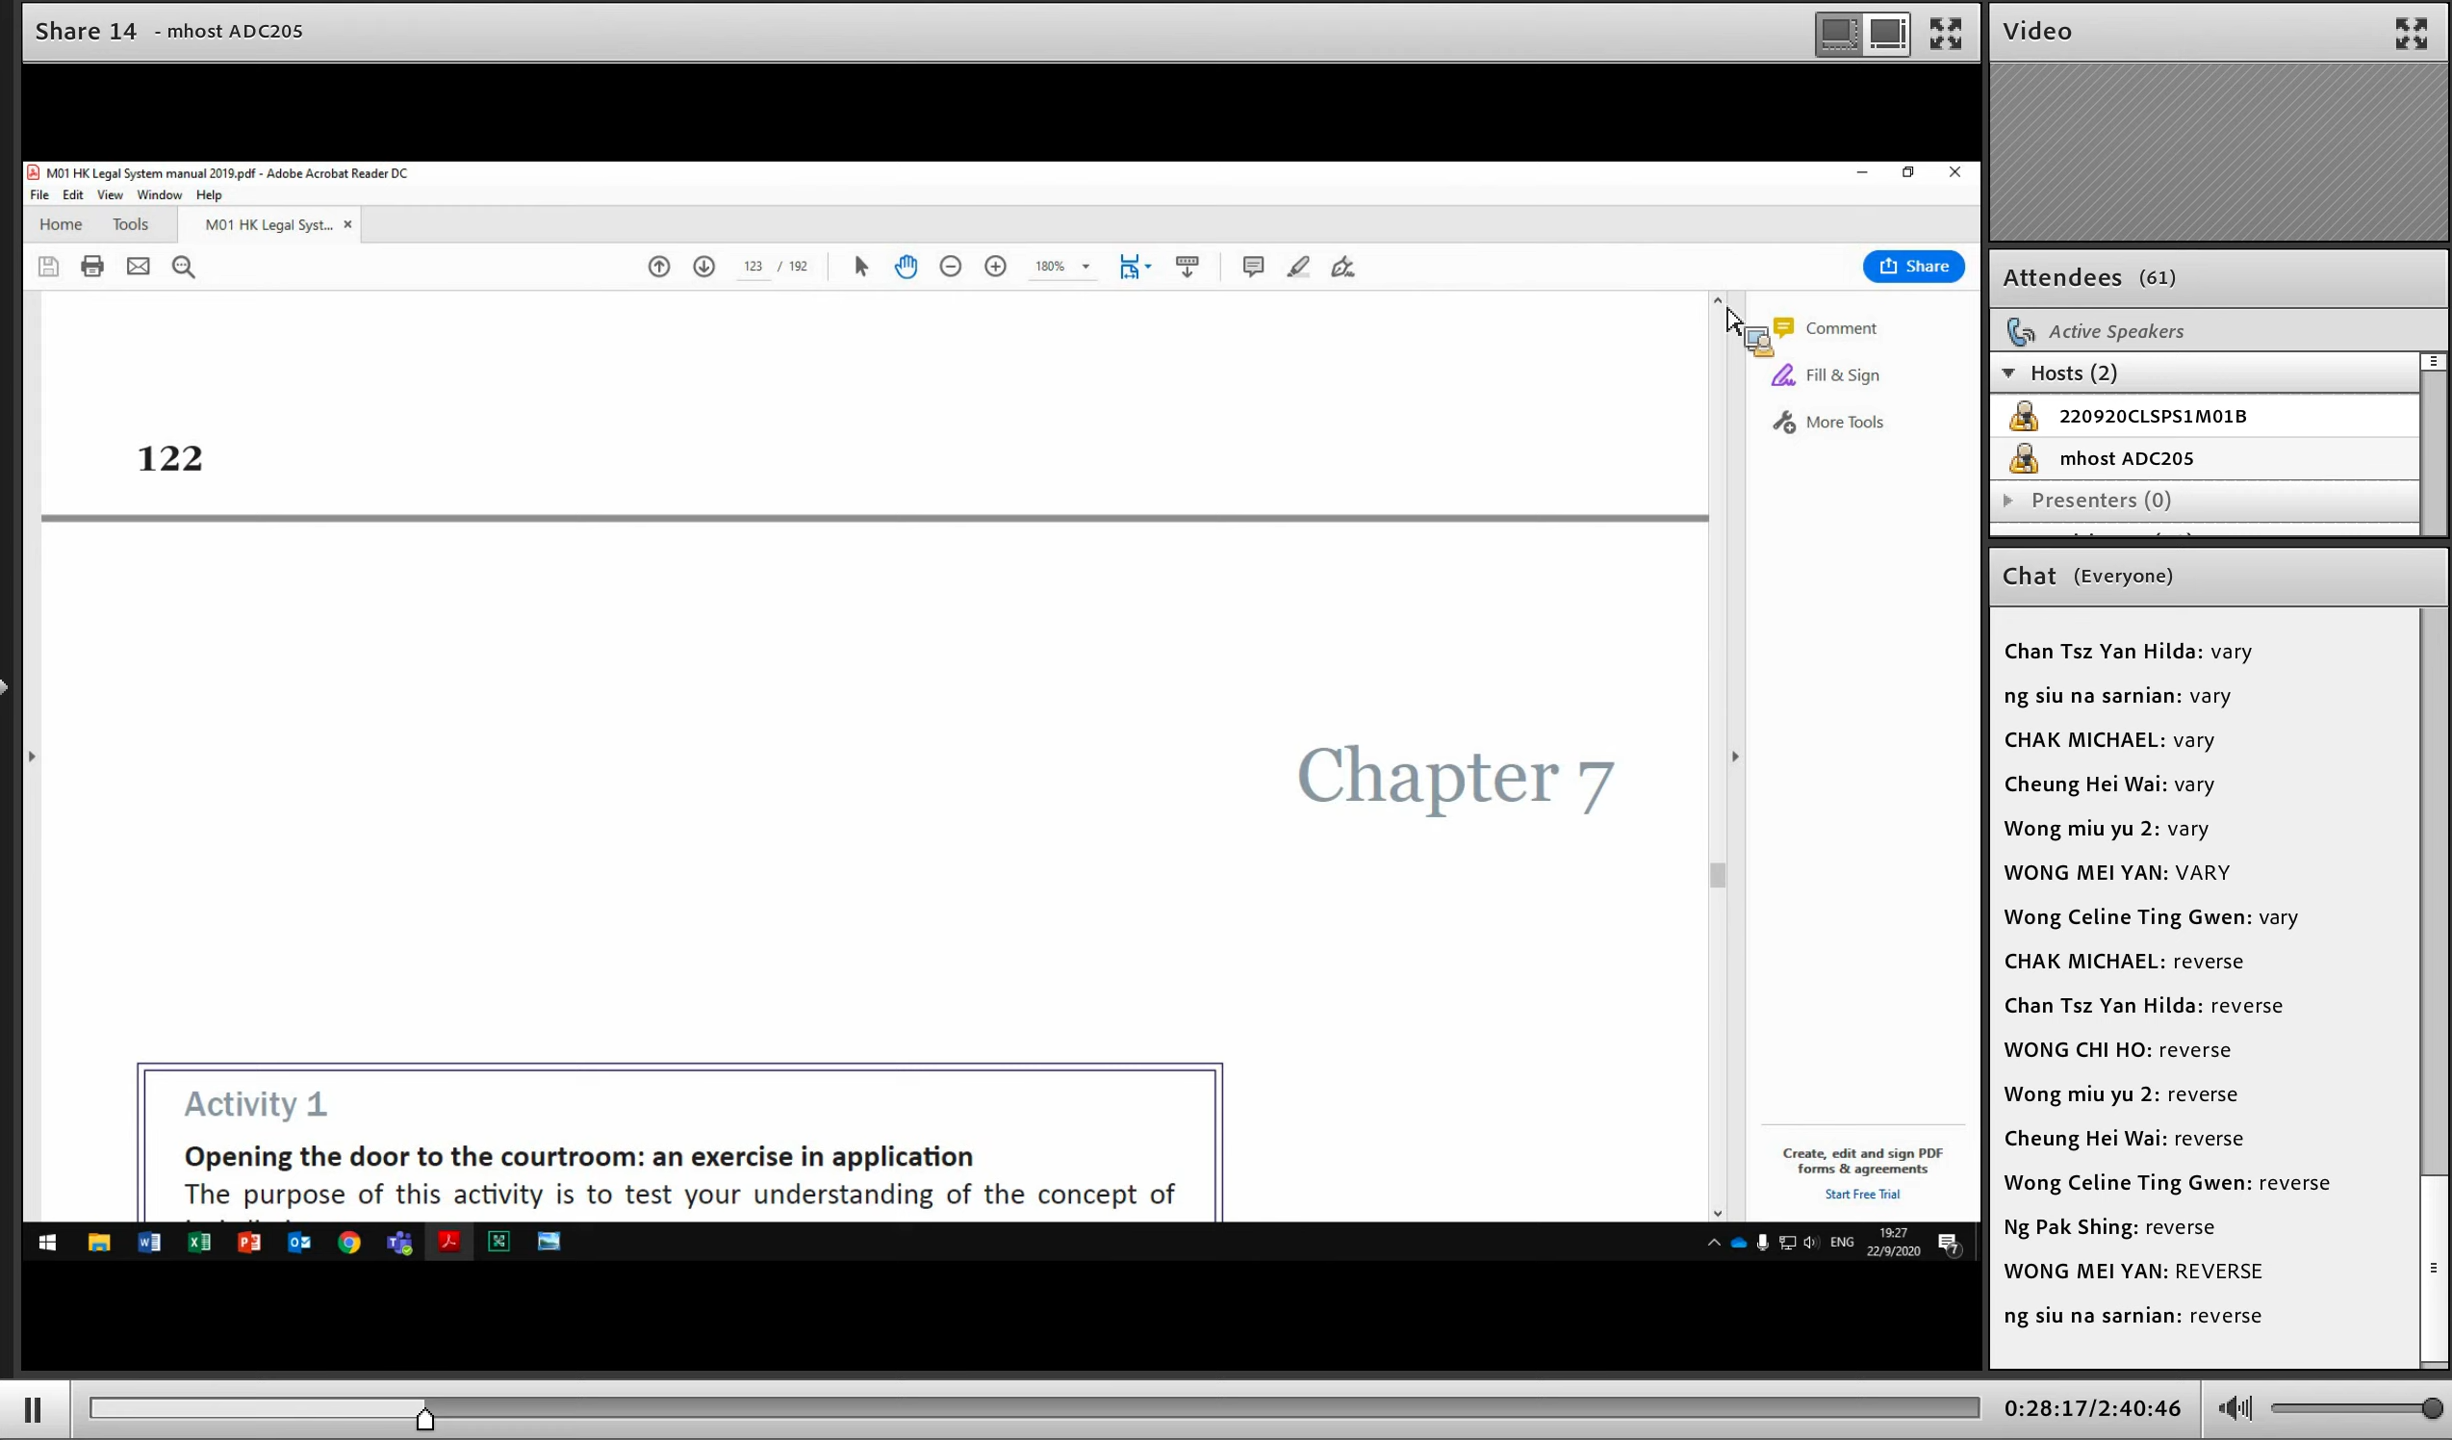 Share 14 - mhost ADC205
M01 HK Legal System manual 2019.pdf - Adobe Acrobat Reader DC
File Edit View Window Help
Home Tools M01 HK Legal Syst... ×
123 / 192 180% Share
Comment
Fill & Sign
More Tools
122
Chapter 7
Activity 1
Opening the door to the courtroom: an exercise in application
The purpose of this activity is to test your understanding of the concept of
Create, edit and sign PDF
forms & agreements
Start Free Trial
ENG
19:27
22/9/2020
7
Video
Attendees (61)
Active Speakers
Hosts (2)
220920CLSPS1M01B
mhost ADC205
Presenters (0)
Chat (Everyone)
Chan Tsz Yan Hilda: vary
ng siu na sarnian: vary
CHAK MICHAEL: vary
Cheung Hei Wai: vary
Wong miu yu 2: vary
WONG MEI YAN: VARY
Wong Celine Ting Gwen: vary
CHAK MICHAEL: reverse
Chan Tsz Yan Hilda: reverse
WONG CHI HO: reverse
Wong miu yu 2: reverse
Cheung Hei Wai: reverse
Wong Celine Ting Gwen: reverse
Ng Pak Shing: reverse
WONG MEI YAN: REVERSE
ng siu na sarnian: reverse
0:28:17/2:40:46